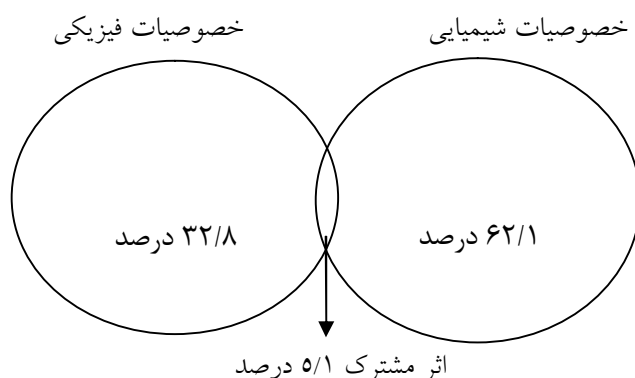 خصوصیات شیمیایی
خصوصیات فیزیکی
۶۲/۱ درصد
۳۲/۸ درصد
اثر مشترک ۵/۱ درصد